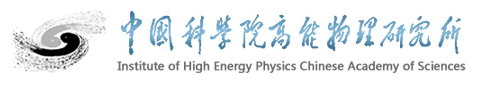 中国科学院高能物理研究所
Institute of High Energy Physics Chinese Academy of Sciences